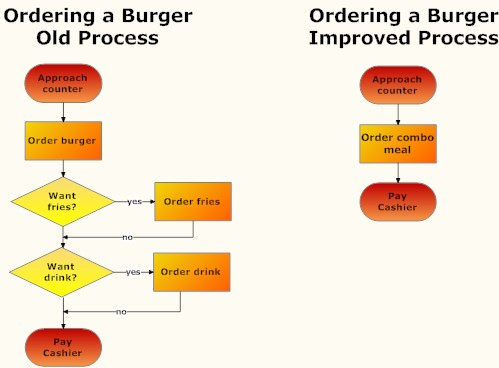 Ordering a Burger
Old Process
Approach
counter
Order burger
Want
fries?
yes
Order fries
no
Want
drink?
yes
Order drink
no
Pay
Cashier
Ordering a Burger
Improved Process
Approach
counter
Order combo
meal
Pay
Cashier